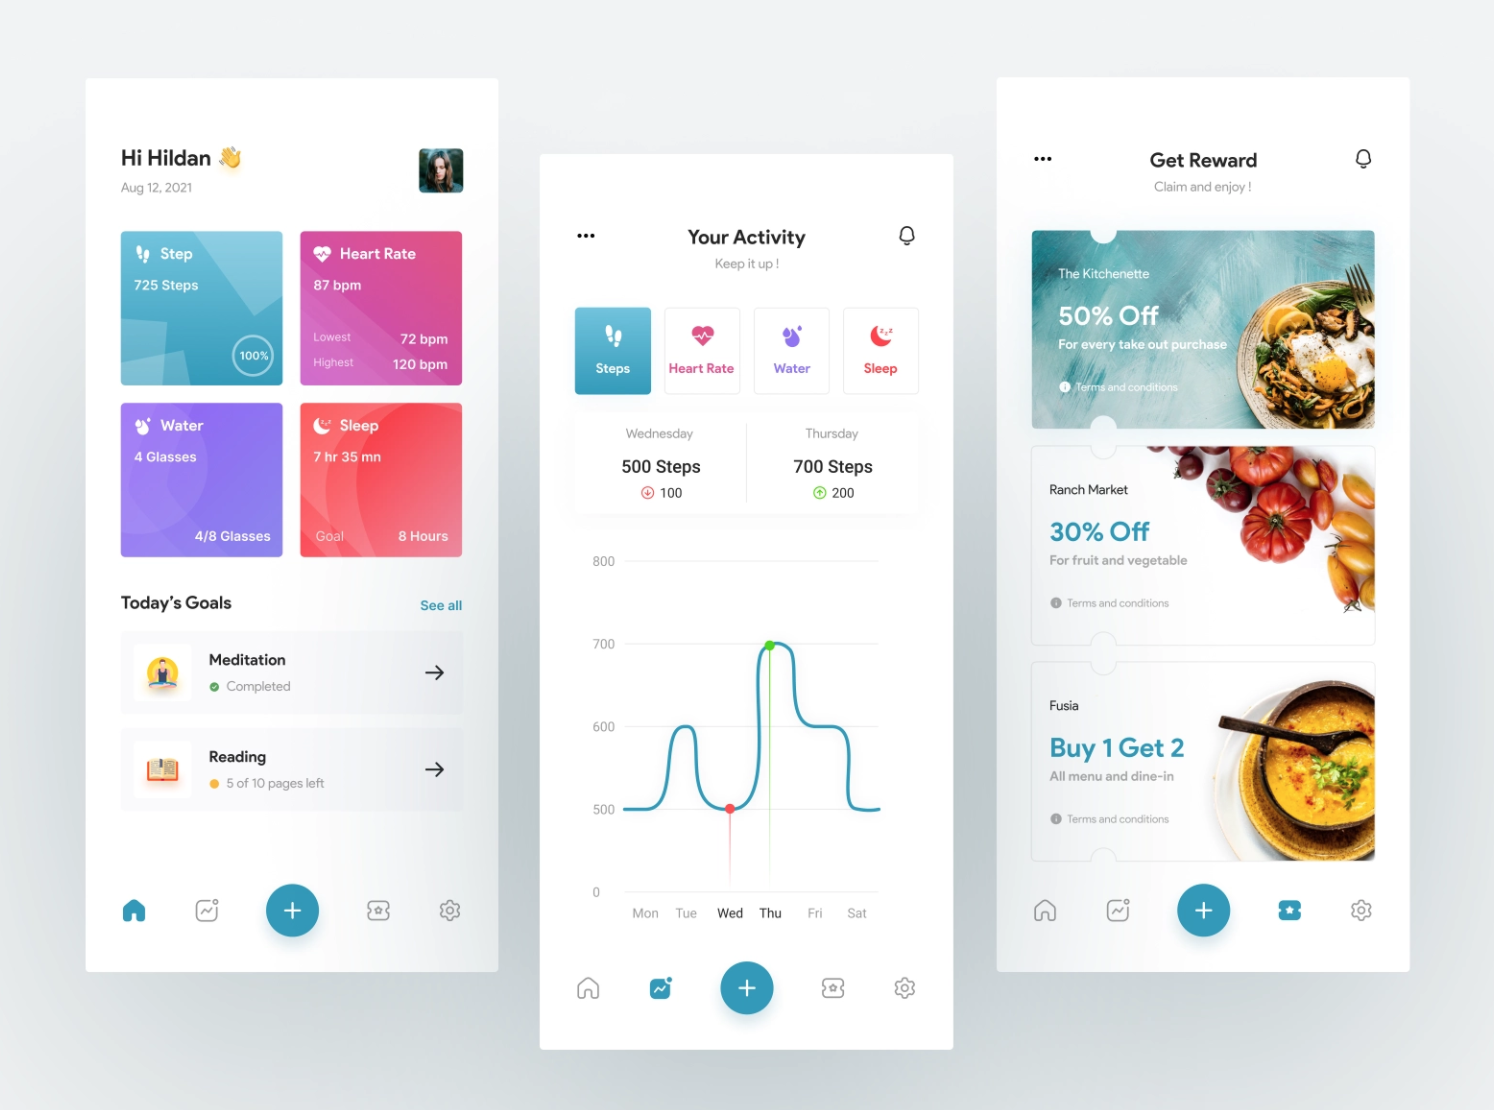 Hi Hildan 👋
Aug 12, 2021
Step
725 Steps
100%
Heart Rate
87 bpm
Lowest 72 bpm
Highest 120 bpm
Water
4 Glasses
4/8 Glasses
Sleep
7 hr 35 mn
Goal 8 Hours
Today’s Goals See all
Meditation
Completed
Reading
5 of 10 pages left
Your Activity
Keep it up !
Steps
Heart Rate
Water
Sleep
Wednesday
500 Steps
100
Thursday
700 Steps
200
800
700
600
500
0
Mon Tue Wed Thu Fri Sat
Get Reward
Claim and enjoy !
The Kitchenette
50% Off
For every take out purchase
Terms and conditions
Ranch Market
30% Off
For fruit and vegetable
Terms and conditions
Fusia
Buy 1 Get 2
All menu and dine-in
Terms and conditions